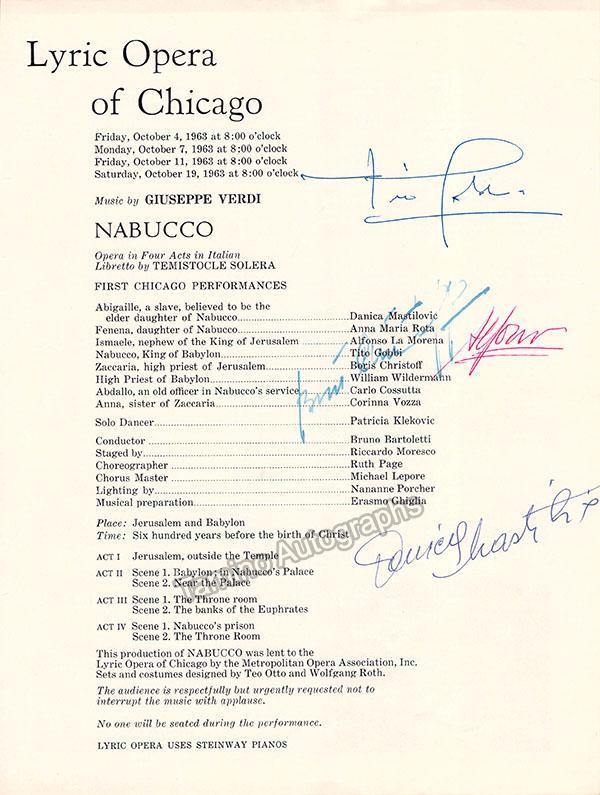 Lyric Opera
of Chicago
Friday, October 4, 1963 at 8:00 o'clock
Monday, October 7, 1963 at 8:00 o'clock
Friday, October 11, 1963 at 8:00 o'clock
Saturday, October 19, 1963 at 8:00 o'clock
Tito Gobbi
Music by GIUSEPPE VERDI
NABUCCO
Opera in Four Acts in Italian
Libretto by TEMISTOCLE SOLERA
FIRST CHICAGO PERFORMANCES
Abigaille, a slave, believed to be the
elder daughter of Nabucco Danica Mastilovic
Fenena, daughter of Nabucco Anna Maria Rota
Ismaele, nephew of the King of Jerusalem Alfonso La Morena
Nabucco, King of Babylon Tito Gobbi
Zaccaria, high priest of Jerusalem Boris Christoff
High Priest of Babylon William Wildermann
Abdallo, an old officer in Nabucco's service Carlo Cossutta
Anna, sister of Zaccaria Corinna Vozza
Solo Dancer Patricia Klekovic
Conductor Bruno Bartoletti
Staged by Riccardo Moresco
Choreographer Ruth Page
Chorus Master Michael Lepore
Lighting by Nananne Porcher
Musical preparation Erasmo Ghiglia
Place: Jerusalem and Babylon
Time: Six hundred years before the birth of Christ
Danica Mastilovic
ACT I Jerusalem, outside the Temple
ACT II Scene 1. Babylon; in Nabucco's Palace
Scene 2. Near the Palace
ACT III Scene 1. The Throne room
Scene 2. The banks of the Euphrates
ACT IV Scene 1. Nabucco's prison
Scene 2. The Throne Room
This production of NABUCCO was lent to the
Lyric Opera of Chicago by the Metropolitan Opera Association, Inc.
Sets and costumes designed by Teo Otto and Wolfgang Roth.
The audience is respectfully but urgently requested not to
interrupt the music with applause.
No one will be seated during the performance.
LYRIC OPERA USES STEINWAY PIANOS
Tamino Autographs